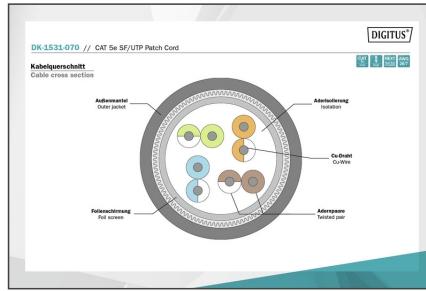 DIGITUS®
DK-1531-070 // CAT 5e SF/UTP Patch Cord
Kabelquerschnitt
Cable cross section
Außenmantel
Outer jacket
Aderisolierung
Isolation
Cu-Draht
Cu-Wire
Folienschirmung
Foil screen
Adernpaare
Twisted pair